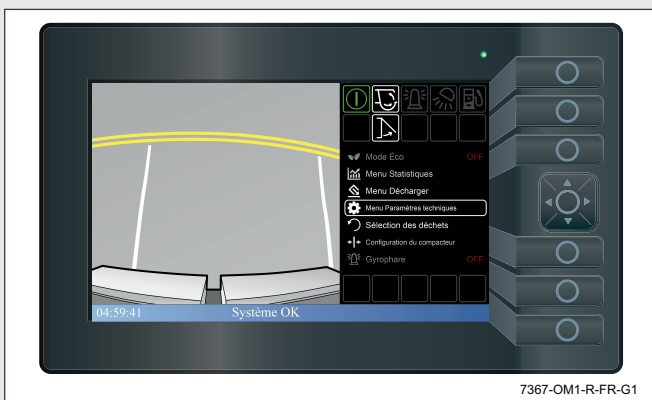 Mode Éco OFF
Menu Statistiques
Menu Décharger
Menu Paramètres techniques
Sélection des déchets
Configuration du compacteur
Gyrophare OFF
04:59:41 Système OK
7367-OM1-R-FR-G1